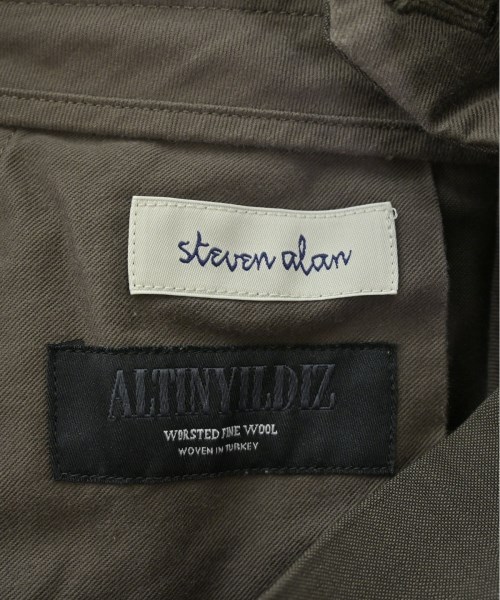 steven alan
ALTINYILDIZ
WORSTED FINE WOOL
WOVEN IN TURKEY